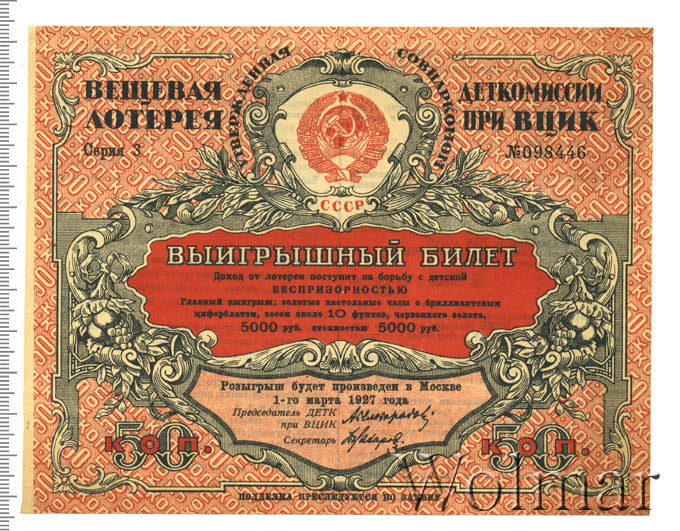 УТВЕРЖДЕННАЯ СОВНАРКОМОМ
ВЕЩЕВАЯ
ЛОТЕРЕЯ
Серия 3
ДЕТКОМИССИИ
ПРИ ВЦИК
№098446
СССР
ВЫИГРЫШНЫЙ БИЛЕТ
Доход от лотереи поступит на борьбу с детской
БЕСПРИЗОРНОСТЬЮ
Главный выигрыш: золотые настольные часы с бриллиантовым
циферблатом, весом около 10 фунтов, червонного золота,
5000 руб. стоимостью 5000 руб.
Розыгрыш будет произведен в Москве
1-го марта 1927 года
Председатель ДЕТК
при ВЦИК
Секретарь
50 КОП.
50 КОП.
ПОДДЕЛКА ПРЕСЛЕДУЕТСЯ ПО ЗАКОНУ
Wolmar